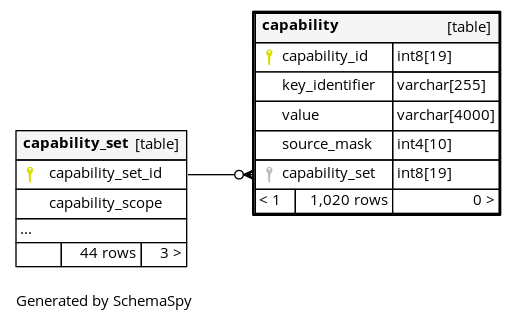 capability [table]
capability_id int8[19]
key_identifier varchar[255]
value varchar[4000]
source_mask int4[10]
capability_set int8[19]
< 1 1,020 rows 0 >
capability_set [table]
capability_set_id
capability_scope
...
44 rows 3 >
Generated by SchemaSpy